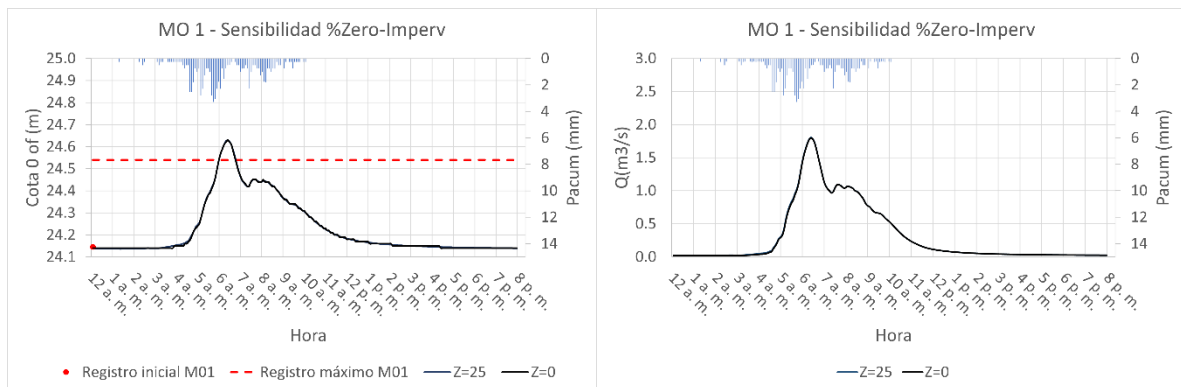 MO 1 - Sensibilidad %Zero-Imperv
25.0
24.9
24.8
24.7
24.6
24.5
24.4
24.3
24.2
24.1
Cota 0 of (m)
0
2
4
6
8
10
12
14
Pacum (mm)
12 a. m.
1 a. m.
2 a. m.
3 a. m.
4 a. m.
5 a. m.
6 a. m.
7 a. m.
8 a. m.
9 a. m.
10 a. m.
11 a. m.
12 p. m.
1 p. m.
2 p. m.
3 p. m.
4 p. m.
5 p. m.
6 p. m.
7 p. m.
8 p. m.
Hora
Registro inicial M01 Registro máximo M01 Z=25 Z=0
MO 1 - Sensibilidad %Zero-Imperv
3.0
2.5
2.0
1.5
1.0
0.5
0.0
Q(m3/s)
0
2
4
6
8
10
12
14
Pacum (mm)
12 a. m.
1 a. m.
2 a. m.
3 a. m.
4 a. m.
5 a. m.
6 a. m.
7 a. m.
8 a. m.
9 a. m.
10 a. m.
11 a. m.
12 p. m.
1 p. m.
2 p. m.
3 p. m.
4 p. m.
5 p. m.
6 p. m.
7 p. m.
8 p. m.
Hora
Z=25 Z=0